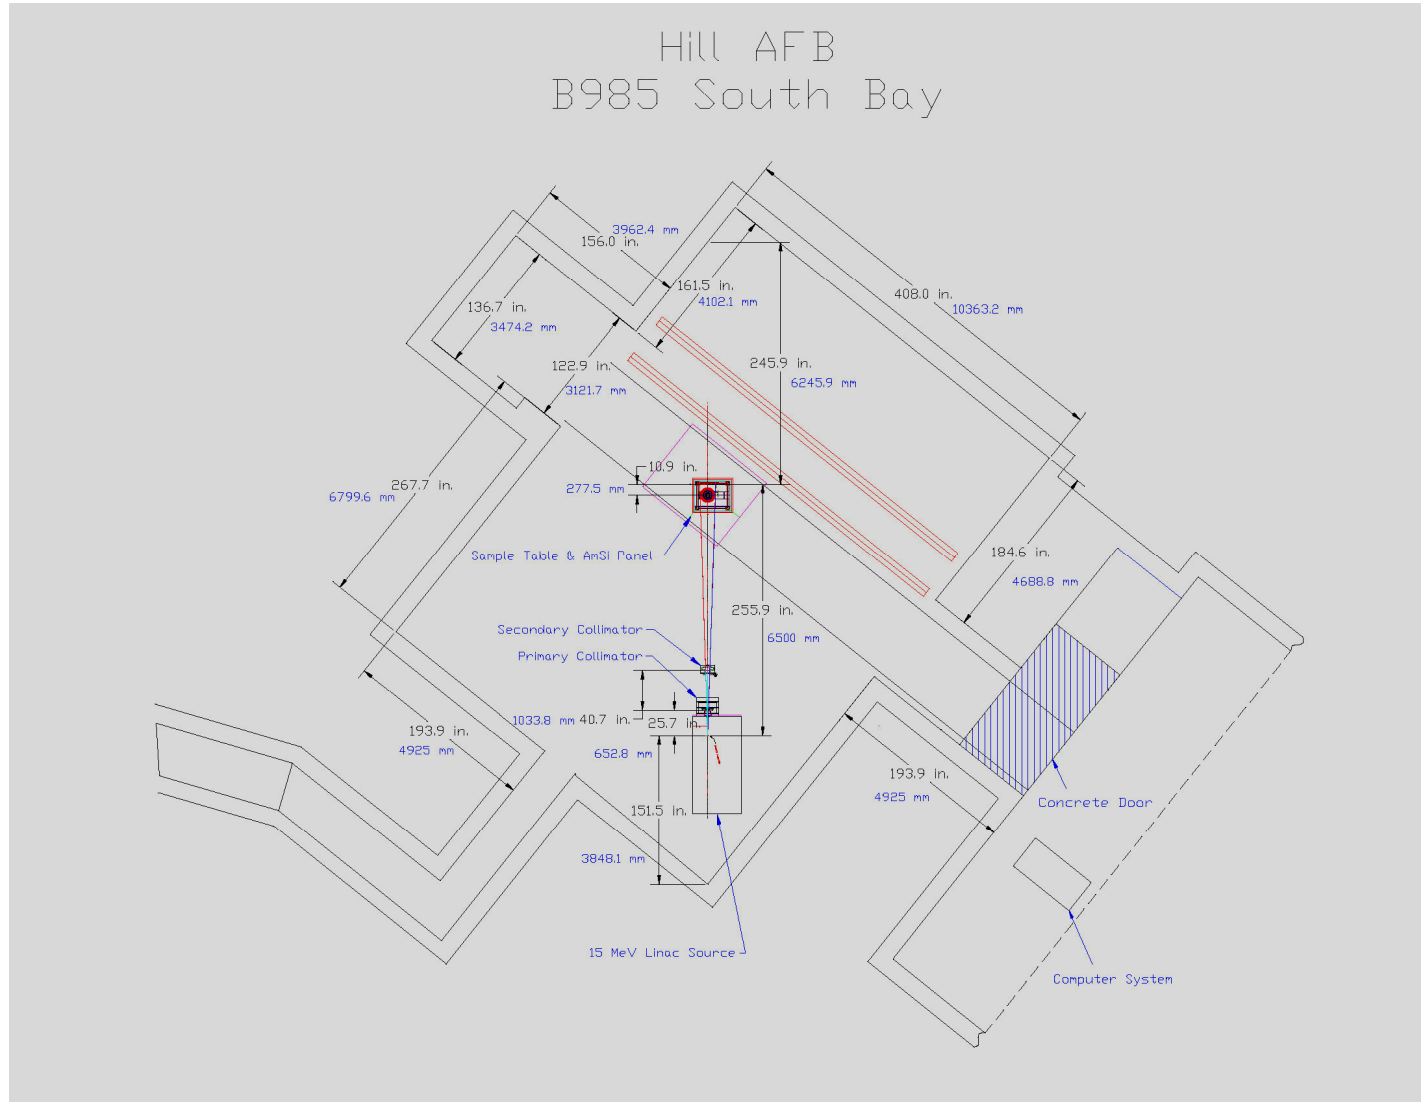 Hill AFB
B985 South Bay
3962.4 mm
156.0 in.
161.5 in.
4102.1 mm
408.0 in.
10363.2 mm
136.7 in.
3474.2 mm
122.9 in.
3121.7 mm
245.9 in.
6245.9 mm
10.9 in.
277.5 mm
267.7 in.
6799.6 mm
Sample Table & AmSi Panel
184.6 in.
4688.8 mm
255.9 in.
6500 mm
Secondary Collimator
Primary Collimator
1033.8 mm 40.7 in.
25.7 in.
652.8 mm
193.9 in.
4925 mm
193.9 in.
4925 mm
Concrete Door
151.5 in.
3848.1 mm
15 MeV Linac Source
Computer System